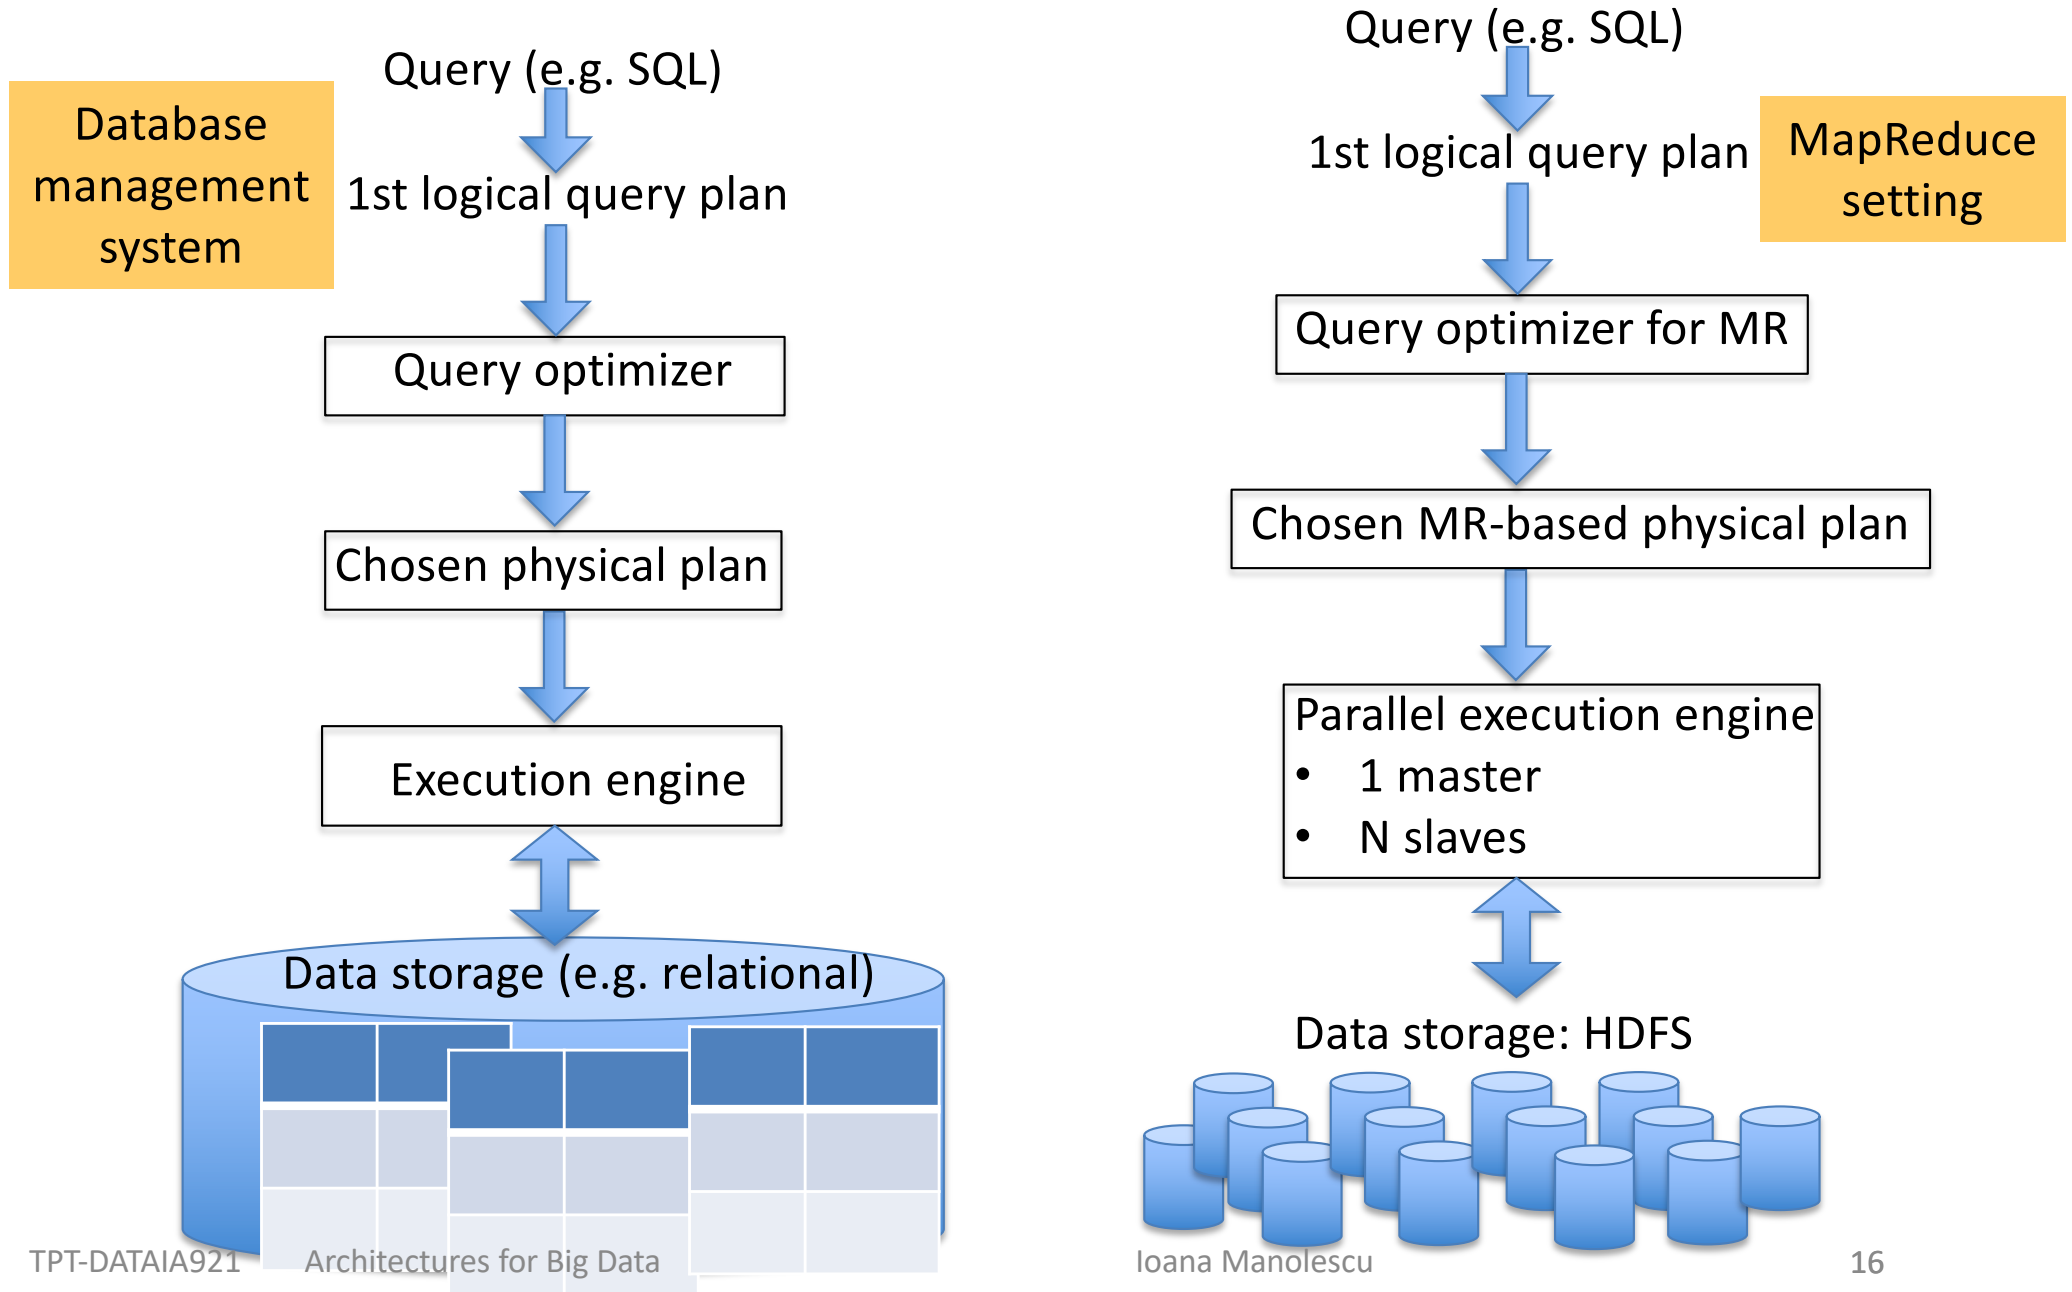 Database
management
system
Query (e.g. SQL)
1st logical query plan
Query optimizer
Chosen physical plan
Execution engine
Data storage (e.g. relational)
Query (e.g. SQL)
1st logical query plan
MapReduce
setting
Query optimizer for MR
Chosen MR-based physical plan
Parallel execution engine
• 1 master
• N slaves
Data storage: HDFS
TPT-DATAIA921 Architectures for Big Data Ioana Manolescu 16